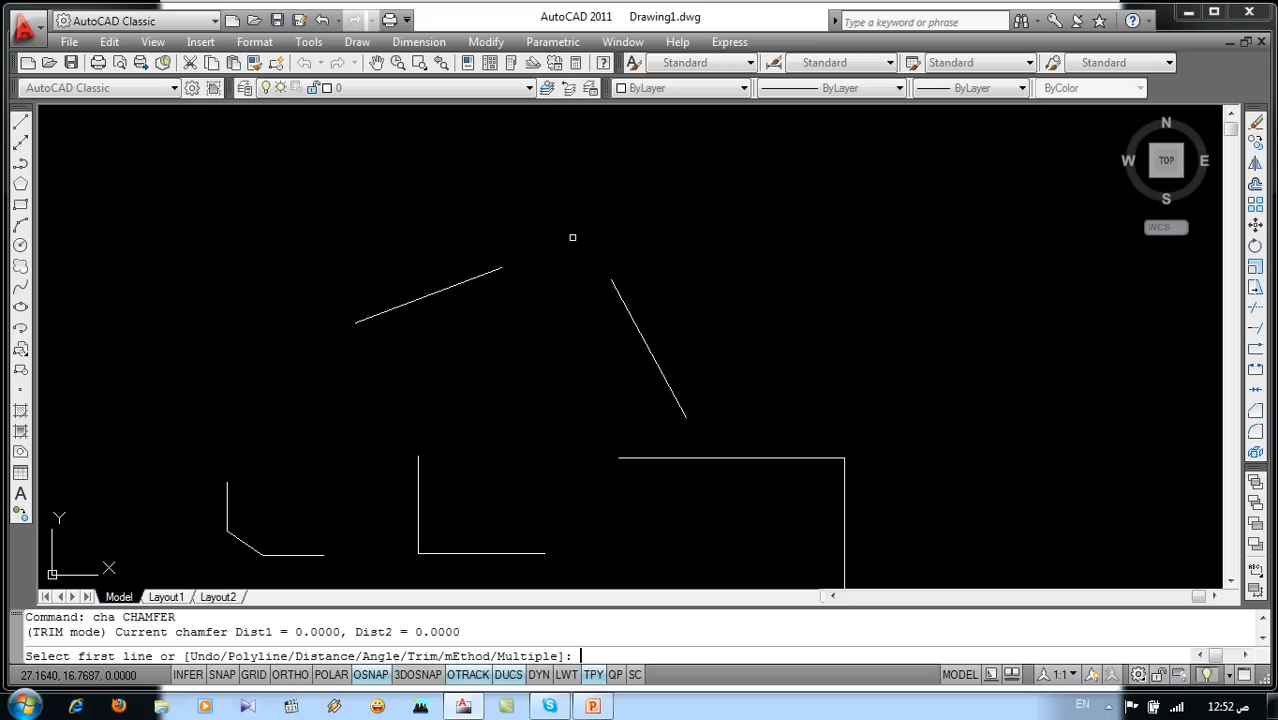 AutoCAD Classic
AutoCAD 2011 Drawing1.dwg
Type a keyword or phrase
File Edit View Insert Format Tools Draw Dimension Modify Parametric Window Help Express
Standard Standard Standard Standard
AutoCAD Classic 0 ByLayer ByLayer ByLayer ByColor
N
W TOP E
S
WCS
A
Y
X
Model Layout1 Layout2
Command: cha CHAMFER
(TRIM mode) Current chamfer Dist1 = 0.0000, Dist2 = 0.0000
Select first line or [Undo/Polyline/Distance/Angle/Trim/mEthod/Multiple]:
27.1640, 16.7687, 0.0000 INFER SNAP GRID ORTHO POLAR OSNAP 3DOSNAP OTRACK DUCS DYN LWT TPY QP SC MODEL 1:1
EN 12:52 ص